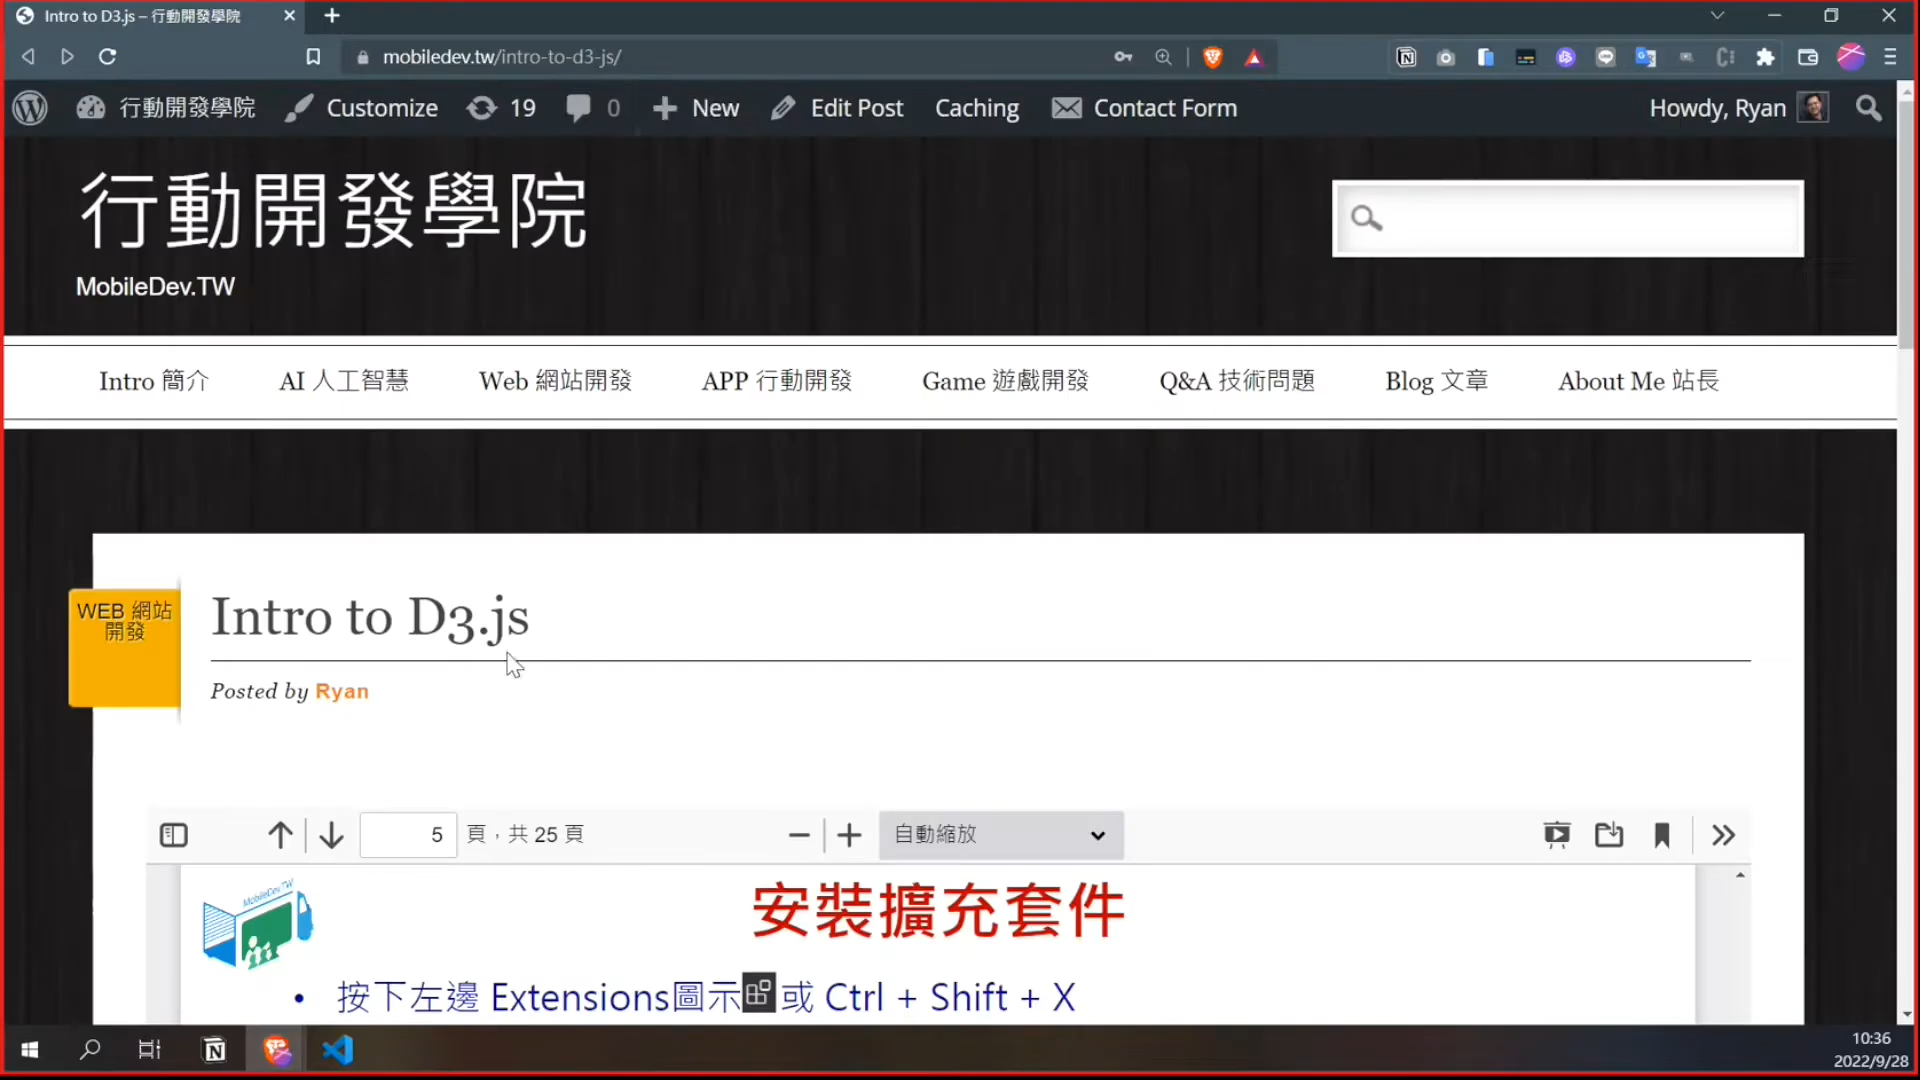 Intro to D3.js – 行動開發學院
mobiledev.tw/intro-to-d3-js/
行動開發學院 Customize 19 0 New Edit Post Caching Contact Form Howdy, Ryan
行動開發學院
MobileDev.TW
Intro 簡介 AI 人工智慧 Web 網站開發 APP 行動開發 Game 遊戲開發 Q&A 技術問題 Blog 文章 About Me 站長
WEB 網站
開發
Intro to D3.js
Posted by Ryan
5 頁，共 25 頁 自動縮放
MobileDev.TW
安裝擴充套件
• 按下左邊 Extensions圖示或 Ctrl + Shift + X
10:36
2022/9/28